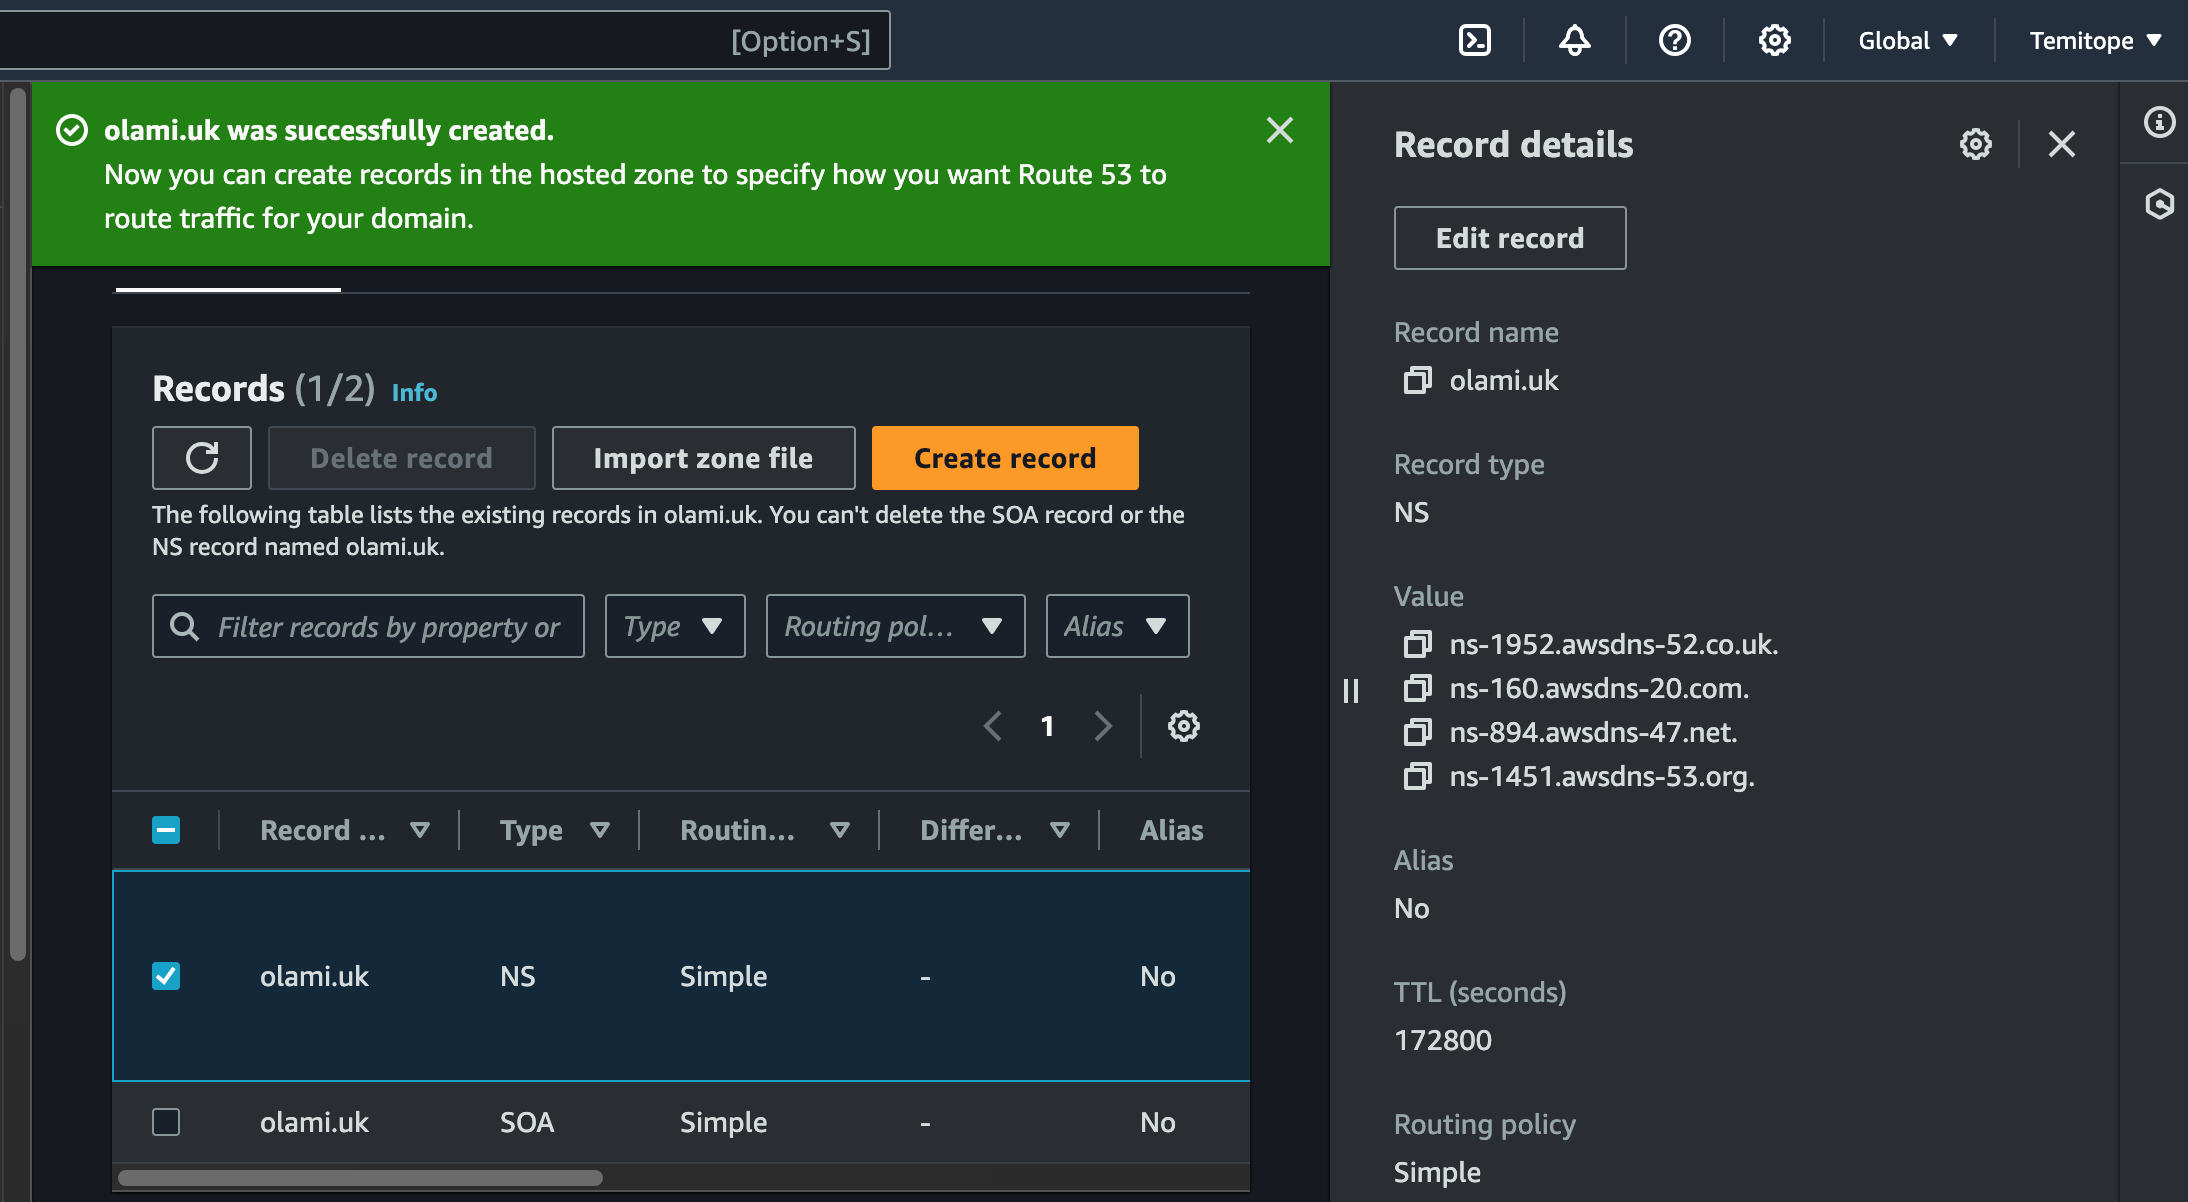 [Option+S]
Global
Temitope
olami.uk was successfully created.
Now you can create records in the hosted zone to specify how you want Route 53 to
route traffic for your domain.
Records (1/2) Info
Delete record
Import zone file
Create record
The following table lists the existing records in olami.uk. You can't delete the SOA record or the
NS record named olami.uk.
Filter records by property or
Type
Routing pol...
Alias
1
Record ... Type Routin... Differ... Alias
olami.uk NS Simple - No
olami.uk SOA Simple - No
Record details
Edit record
Record name
olami.uk
Record type
NS
Value
ns-1952.awsdns-52.co.uk.
ns-160.awsdns-20.com.
ns-894.awsdns-47.net.
ns-1451.awsdns-53.org.
Alias
No
TTL (seconds)
172800
Routing policy
Simple